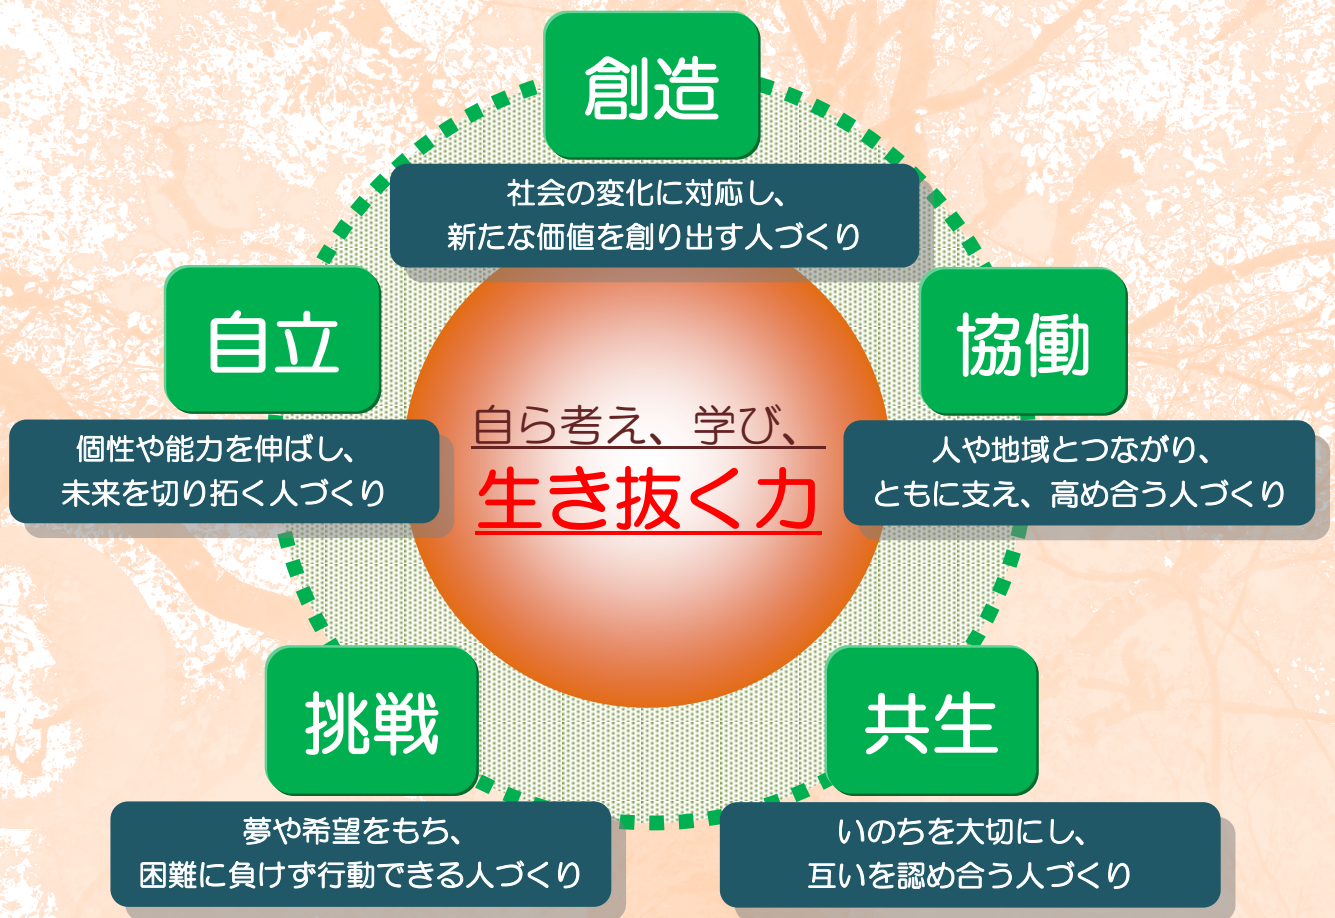 創造
社会の変化に対応し、
新たな価値を創り出す人づくり
自立
個性や能力を伸ばし、
未来を切り拓く人づくり
協働
人や地域とつながり、
ともに支え、高め合う人づくり
自ら考え、学び、
生き抜く力
挑戦
夢や希望をもち、
困難に負けず行動できる人づくり
共生
いのちを大切にし、
互いを認め合う人づくり